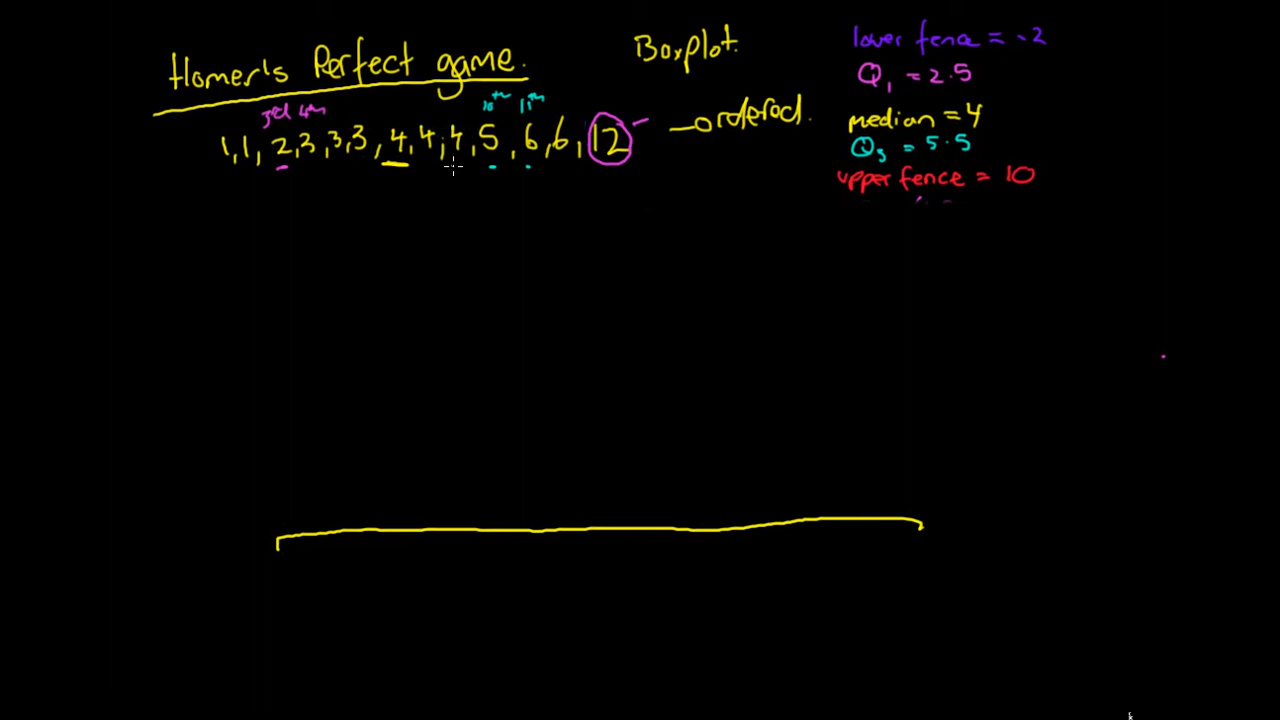 Homer's Perfect game.
Boxplot.
3rd 4th 10th 11th
1,1, 2,3, 3,3, 4,4,4,5,6,6,12
ordered.
lower fence = -2
Q1 = 2.5
median = 4
Q3 = 5.5
upper fence = 10